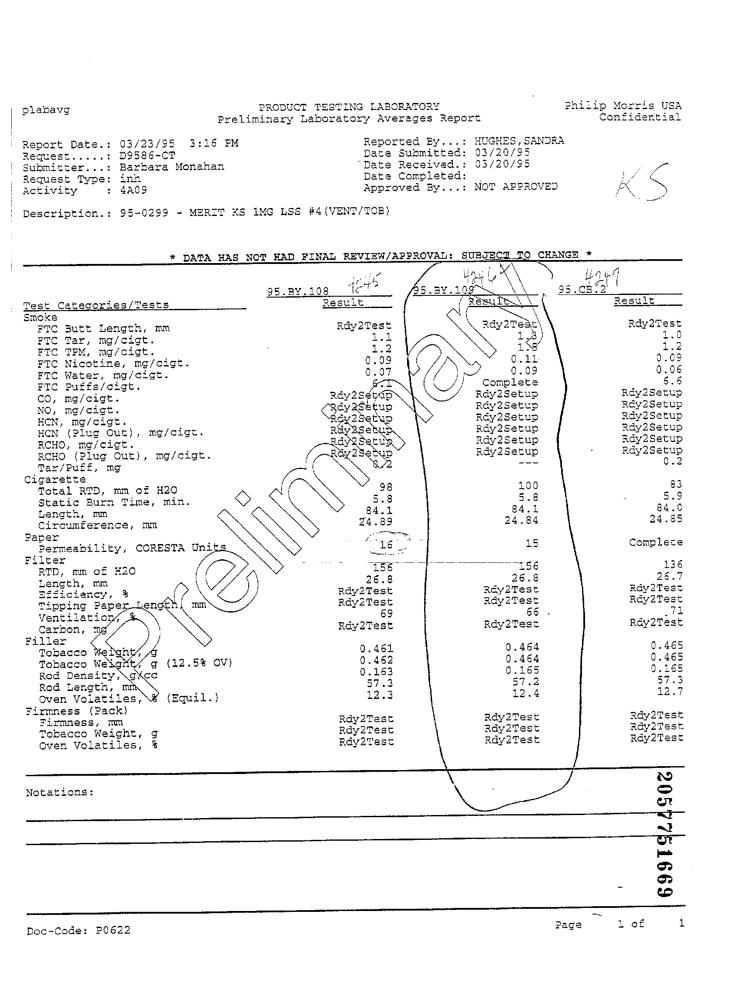 plabavg PRODUCT TESTING LABORATORY Philip Morris USA
Preliminary Laboratory Averages Report Confidential
Report Date.: 03/23/95 3:16 PM Reported By...: HUGHES,SANDRA
Request.....: D9586-CT Date Submitted: 03/20/95
Submitter...: Barbara Monahan Date Received.: 03/20/95
Request Type: inh Date Completed:
Activity : 4A09 Approved By...: NOT APPROVED
KS
Description.: 95-0299 - MERIT KS 1MG LSS #4(VENT/TOB)
* DATA HAS NOT HAD FINAL REVIEW/APPROVAL: SUBJECT TO CHANGE *
4247
95.BY.108 95.BY.109 95.CB.2
Test Categories/Tests Result Result Result
Smoke
FTC Butt Length, mm Rdy2Test Rdy2Test Rdy2Test
FTC Tar, mg/cigt. 1.1 1.3 1.0
FTC TPM, mg/cigt. 1.2 1.5 1.2
FTC Nicotine, mg/cigt. 0.09 0.11 0.09
FTC Water, mg/cigt. 0.07 0.09 0.06
FTC Puffs/cigt. 6.1 Complete 6.6
CO, mg/cigt. Rdy2Setup Rdy2Setup Rdy2Setup
NO, mg/cigt. Rdy2Setup Rdy2Setup Rdy2Setup
HCN, mg/cigt. Rdy2Setup Rdy2Setup Rdy2Setup
HCN (Plug Out), mg/cigt. Rdy2Setup Rdy2Setup Rdy2Setup
RCHO, mg/cigt. Rdy2Setup Rdy2Setup Rdy2Setup
RCHO (Plug Out), mg/cigt. Rdy2Setup Rdy2Setup Rdy2Setup
Tar/Puff, mg 0.2 --- 0.2
Cigarette
Total RTD, mm of H2O 98 100 83
Static Burn Time, min. 5.8 5.8 5.9
Length, mm 84.1 84.1 84.0
Circumference, mm 24.89 24.84 24.85
Paper
Permeability, CORESTA Units 16 15 Complete
Filter
RTD, mm of H2O 156 156 136
Length, mm 26.8 26.8 26.7
Efficiency, % Rdy2Test Rdy2Test Rdy2Test
Tipping Paper Length, mm Rdy2Test Rdy2Test Rdy2Test
Ventilation, % 69 66 71
Carbon, mg Rdy2Test Rdy2Test Rdy2Test
Filler
Tobacco Weight, g 0.461 0.464 0.465
Tobacco Weight, g (12.5% OV) 0.462 0.464 0.465
Rod Density, g/cc 0.163 0.165 0.165
Rod Length, mm 57.3 57.2 57.3
Oven Volatiles, % (Equil.) 12.3 12.4 12.7
Firmness (Pack)
Firmness, mm Rdy2Test Rdy2Test Rdy2Test
Tobacco Weight, g Rdy2Test Rdy2Test Rdy2Test
Oven Volatiles, % Rdy2Test Rdy2Test Rdy2Test
Preliminary
Notations:
2057751669
Doc-Code: P0622 Page 1 of 1